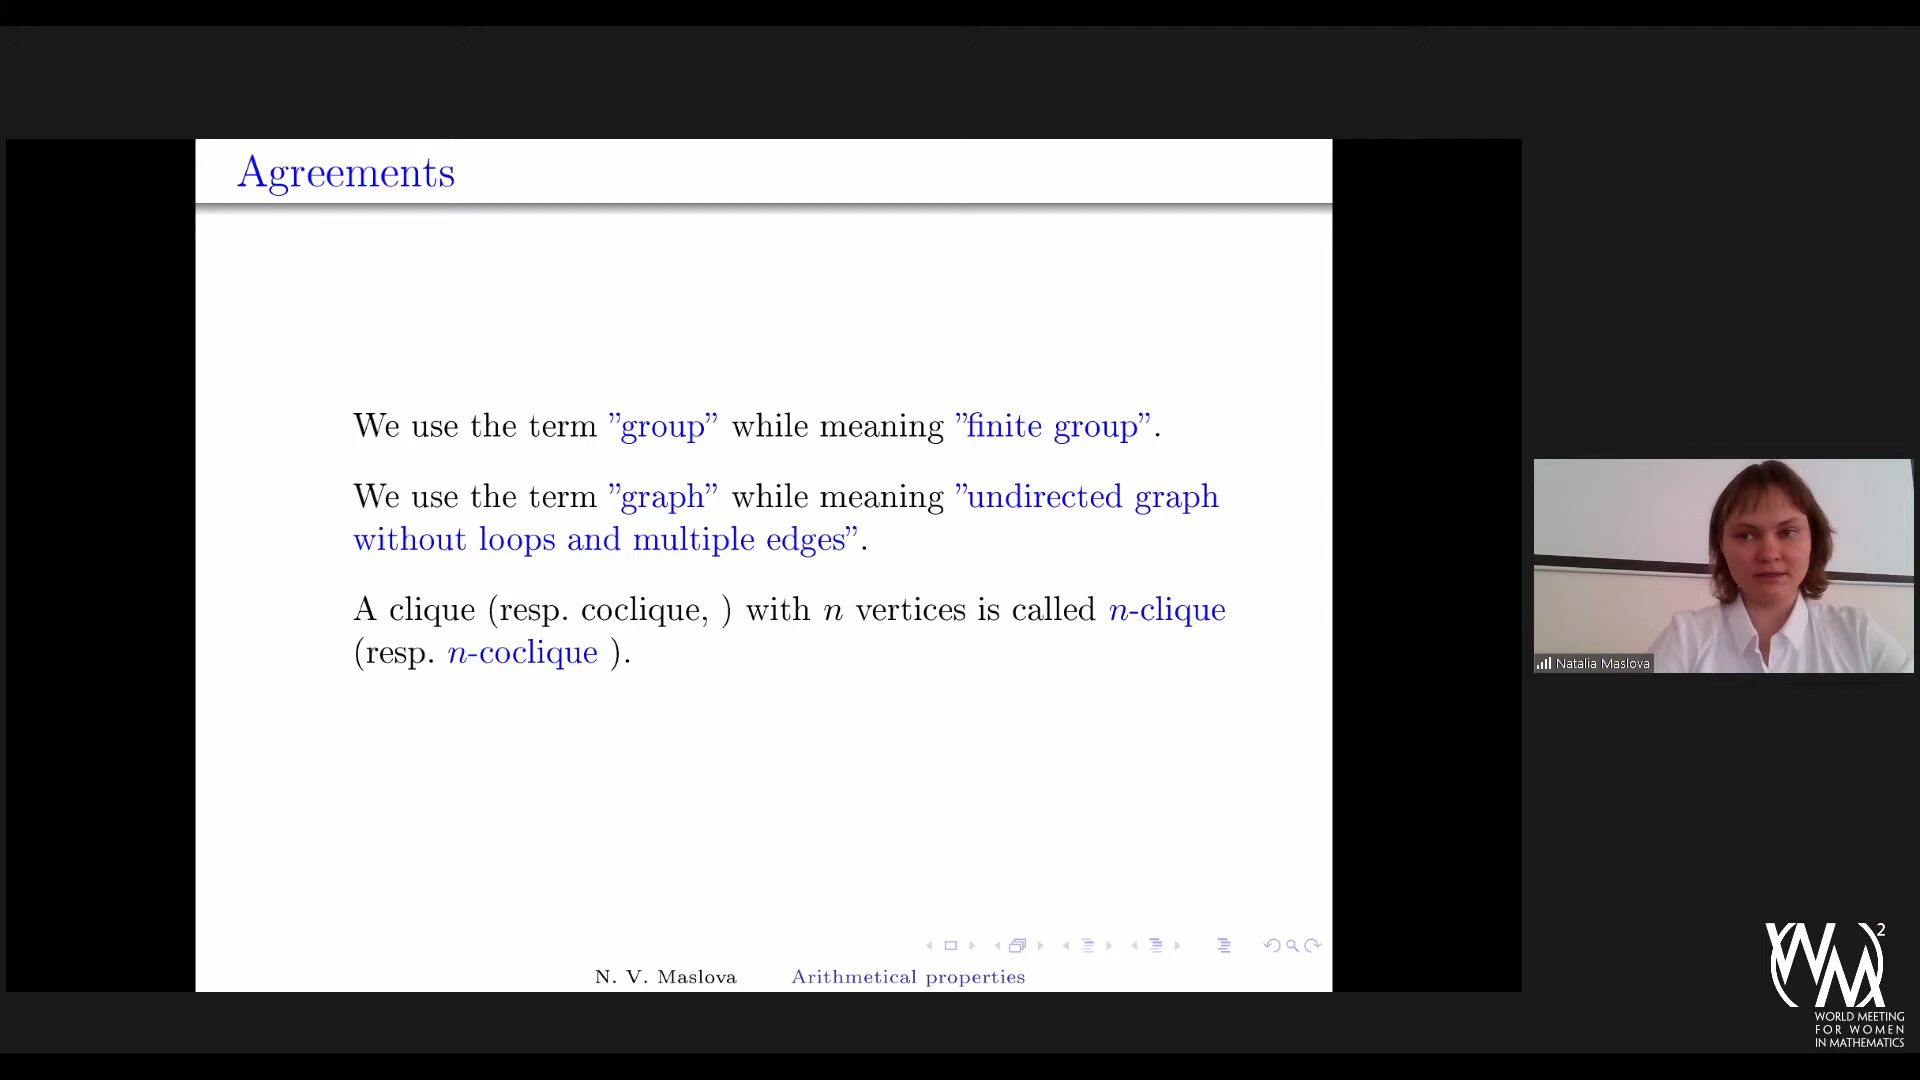 Agreements
We use the term ”group” while meaning ”finite group”.
We use the term ”graph” while meaning ”undirected graph
without loops and multiple edges”.
A clique (resp. coclique, ) with n vertices is called n-clique
(resp. n-coclique ).
N. V. Maslova Arithmetical properties
Natalia Maslova
WM 2
WORLD MEETING
FOR WOMEN
IN MATHEMATICS